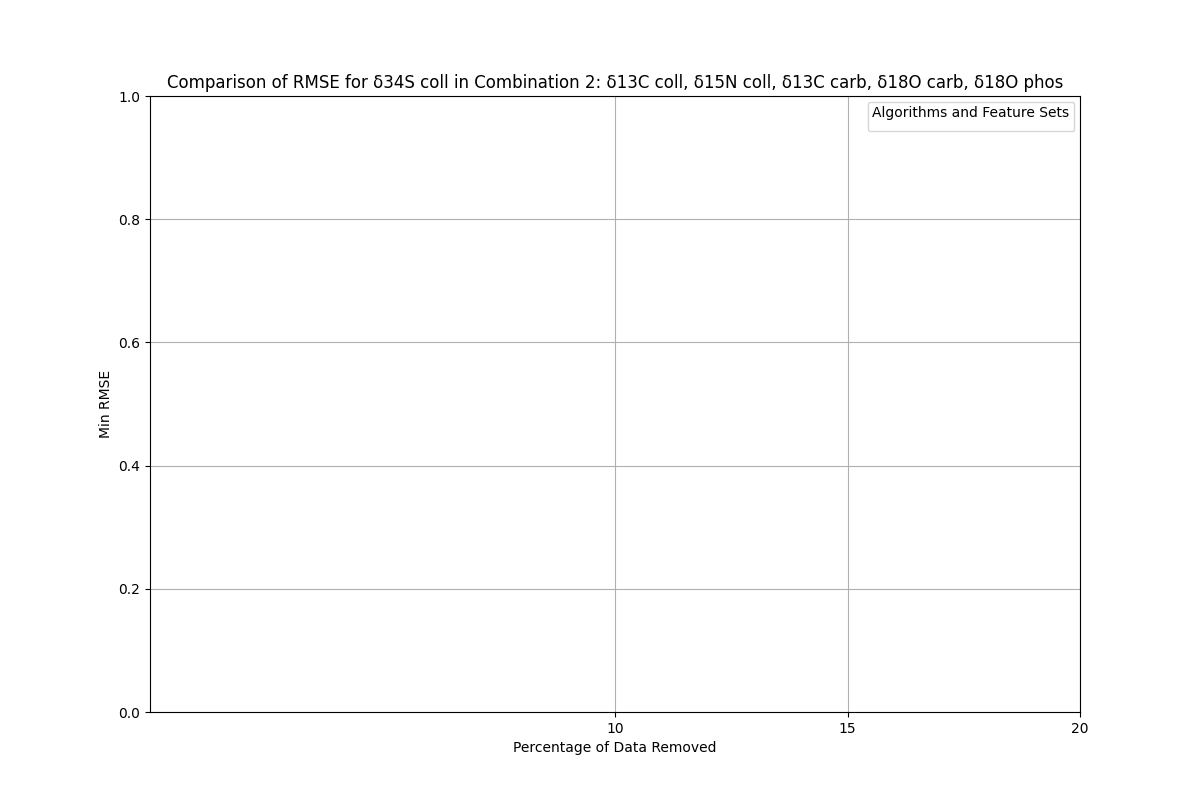 Comparison of RMSE for δ34S coll in Combination 2: δ13C coll, δ15N coll, δ13C carb, δ18O carb, δ18O phos
Algorithms and Feature Sets
1.0
0.8
0.6
0.4
0.2
0.0
Min RMSE
10 15 20
Percentage of Data Removed